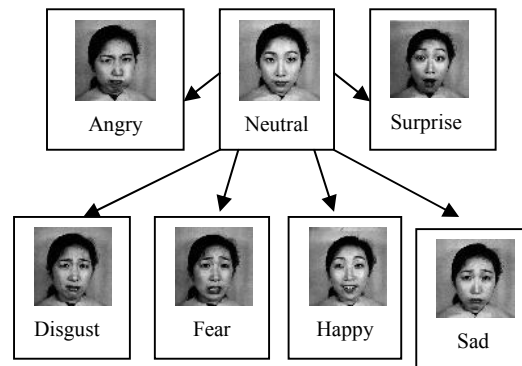 Angry
Neutral
Surprise
Disgust
Fear
Happy
Sad